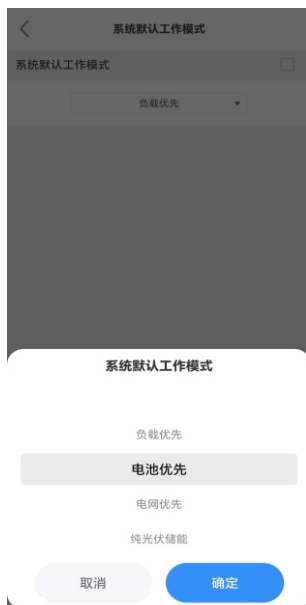 系统默认工作模式
系统默认工作模式
负载优先
系统默认工作模式
负载优先
电池优先
电网优先
纯光伏储能
取消 确定